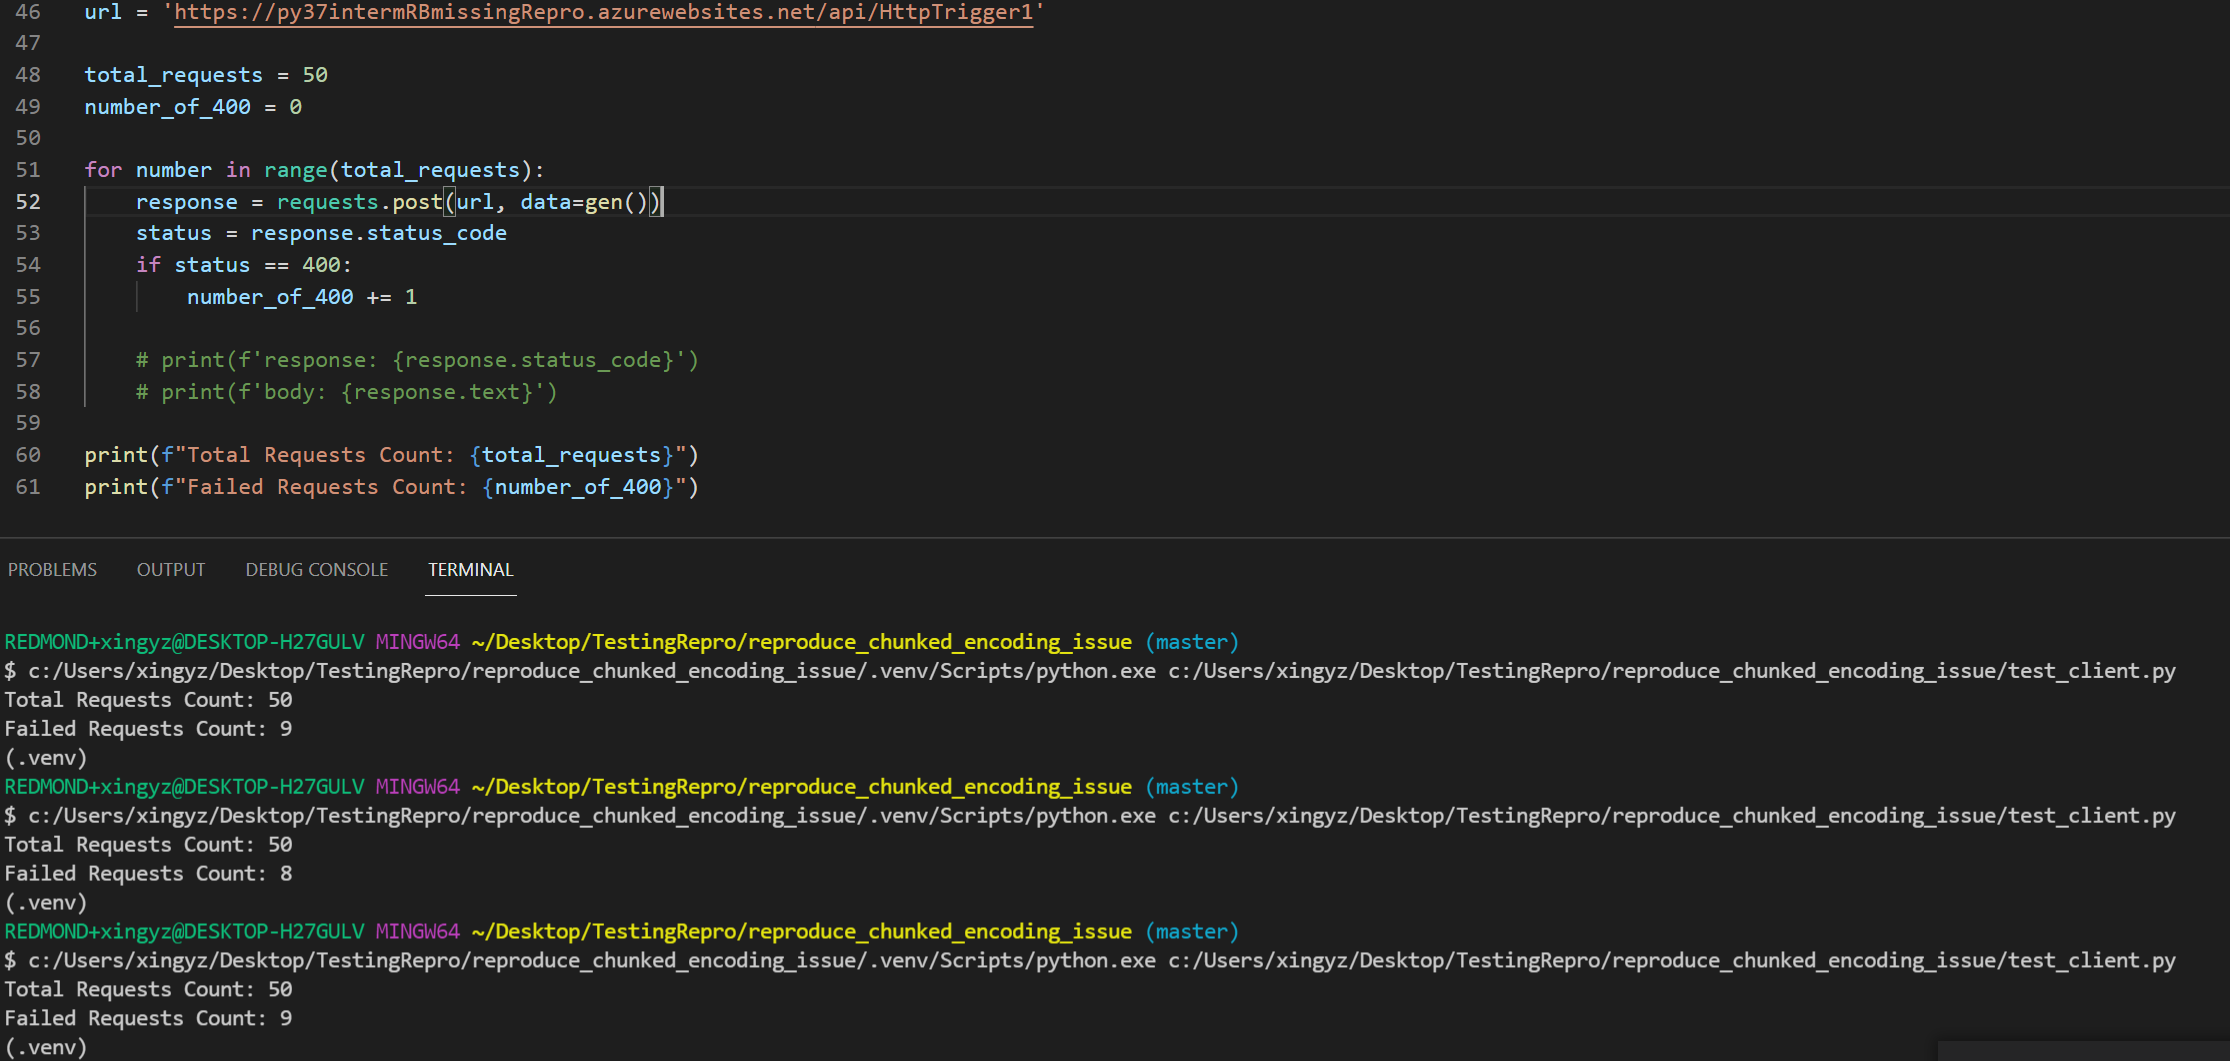 46 url = 'https://py37intermRBmissingRepro.azurewebsites.net/api/HttpTrigger1'
47
48 total_requests = 50
49 number_of_400 = 0
50
51 for number in range(total_requests):
52     response = requests.post(url, data=gen())
53     status = response.status_code
54     if status == 400:
55         number_of_400 += 1
56
57     # print(f'response: {response.status_code}')
58     # print(f'body: {response.text}')
59
60 print(f"Total Requests Count: {total_requests}")
61 print(f"Failed Requests Count: {number_of_400}")
PROBLEMS OUTPUT DEBUG CONSOLE TERMINAL
REDMOND+xingyz@DESKTOP-H27GULV MINGW64 ~/Desktop/TestingRepro/reproduce_chunked_encoding_issue (master)
$ c:/Users/xingyz/Desktop/TestingRepro/reproduce_chunked_encoding_issue/.venv/Scripts/python.exe c:/Users/xingyz/Desktop/TestingRepro/reproduce_chunked_encoding_issue/test_client.py
Total Requests Count: 50
Failed Requests Count: 9
(.venv)
REDMOND+xingyz@DESKTOP-H27GULV MINGW64 ~/Desktop/TestingRepro/reproduce_chunked_encoding_issue (master)
$ c:/Users/xingyz/Desktop/TestingRepro/reproduce_chunked_encoding_issue/.venv/Scripts/python.exe c:/Users/xingyz/Desktop/TestingRepro/reproduce_chunked_encoding_issue/test_client.py
Total Requests Count: 50
Failed Requests Count: 8
(.venv)
REDMOND+xingyz@DESKTOP-H27GULV MINGW64 ~/Desktop/TestingRepro/reproduce_chunked_encoding_issue (master)
$ c:/Users/xingyz/Desktop/TestingRepro/reproduce_chunked_encoding_issue/.venv/Scripts/python.exe c:/Users/xingyz/Desktop/TestingRepro/reproduce_chunked_encoding_issue/test_client.py
Total Requests Count: 50
Failed Requests Count: 9
(.venv)